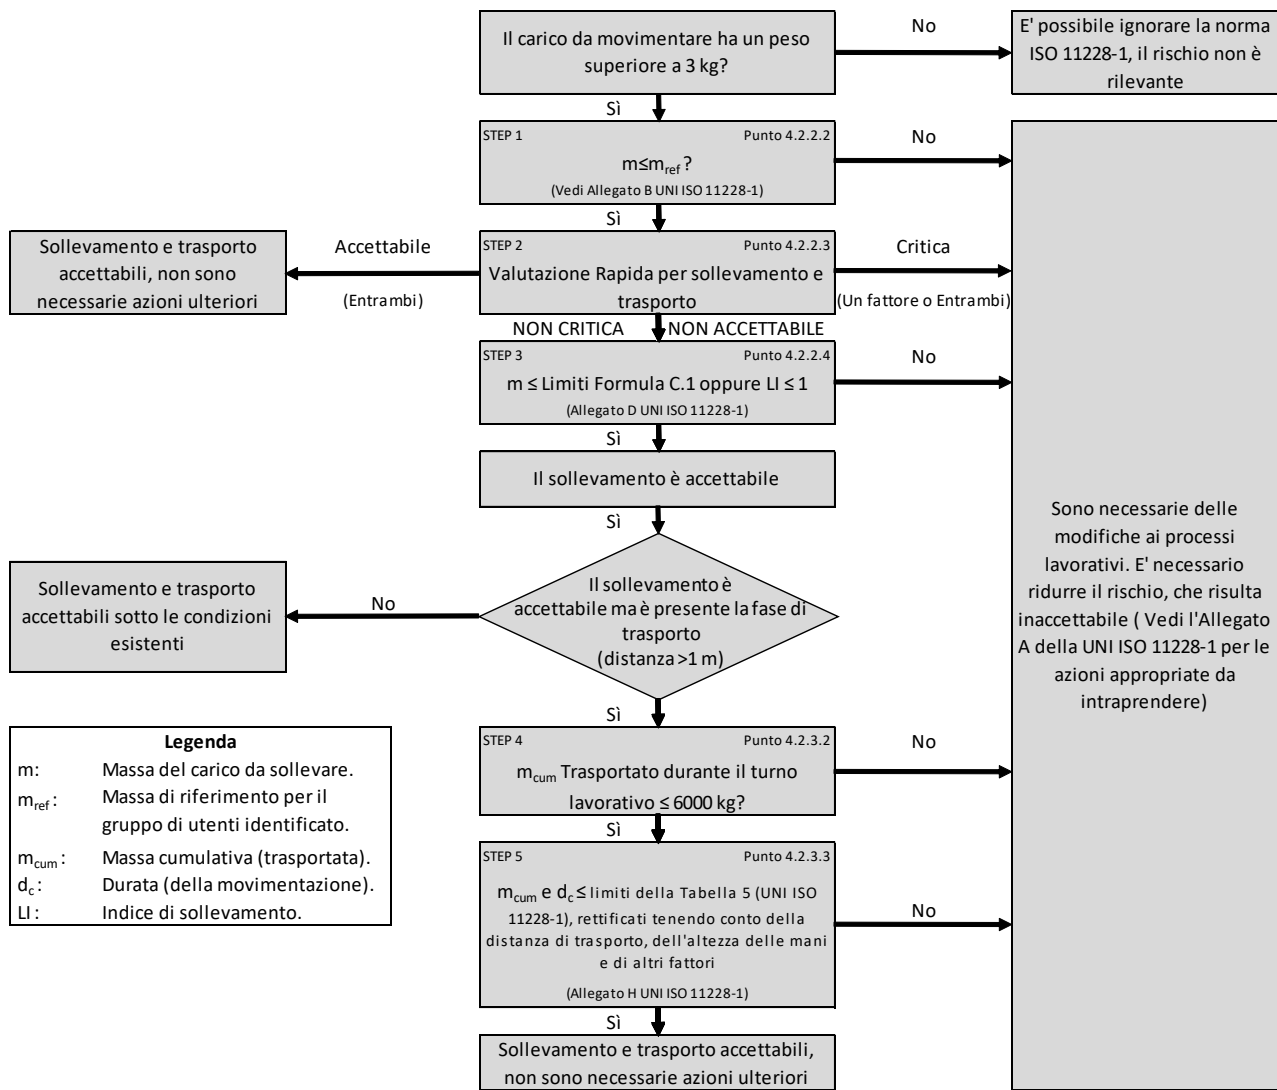 Il carico da movimentare ha un peso
superiore a 3 kg?
No
E' possibile ignorare la norma
ISO 11228-1, il rischio non è
rilevante
Sì
STEP 1 Punto 4.2.2.2
m≤m_ref ?
(Vedi Allegato B UNI ISO 11228-1)
No
Sì
Sollevamento e trasporto
accettabili, non sono
necessarie azioni ulteriori
Accettabile
(Entrambi)
STEP 2 Punto 4.2.2.3
Valutazione Rapida per sollevamento e
trasporto
Critica
(Un fattore o Entrambi)
NON CRITICA NON ACCETTABILE
STEP 3 Punto 4.2.2.4
m ≤ Limiti Formula C.1 oppure LI ≤ 1
(Allegato D UNI ISO 11228-1)
No
Sì
Il sollevamento è accettabile
Sì
Il sollevamento è
accettabile ma è presente la fase di
trasporto
(distanza >1 m)
No
Sollevamento e trasporto
accettabili sotto le condizioni
esistenti
Sono necessarie delle
modifiche ai processi
lavorativi. E' necessario
ridurre il rischio, che risulta
inaccettabile ( Vedi l'Allegato
A della UNI ISO 11228-1 per le
azioni appropriate da
intraprendere)
Sì
STEP 4 Punto 4.2.3.2
m_cum Trasportato durante il turno
lavorativo ≤ 6000 kg?
No
Sì
STEP 5 Punto 4.2.3.3
m_cum e d_c ≤ limiti della Tabella 5 (UNI ISO
11228-1), rettificati tenendo conto della
distanza di trasporto, dell'altezza delle mani
e di altri fattori
(Allegato H UNI ISO 11228-1)
No
Sì
Sollevamento e trasporto accettabili,
non sono necessarie azioni ulteriori
Legenda
m: Massa del carico da sollevare.
m_ref : Massa di riferimento per il
gruppo di utenti identificato.
m_cum : Massa cumulativa (trasportata).
d_c : Durata (della movimentazione).
LI : Indice di sollevamento.